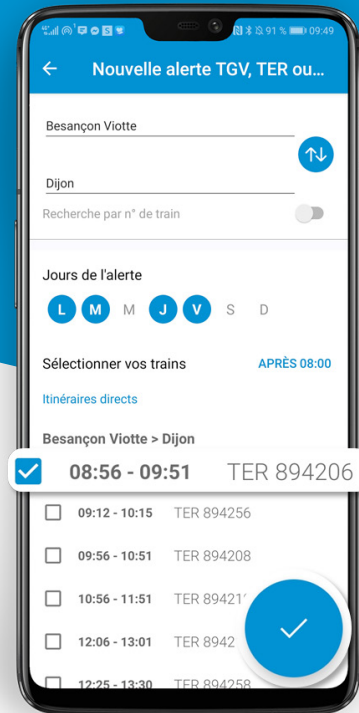 91 % 09:49
Nouvelle alerte TGV, TER ou...
Besançon Viotte
Dijon
Recherche par n° de train
Jours de l'alerte
L M M J V S D
Sélectionner vos trains APRÈS 08:00
Itinéraires directs
Besançon Viotte > Dijon
08:56 - 09:51 TER 894206
09:12 - 10:15 TER 894256
09:56 - 10:51 TER 894208
10:56 - 11:51 TER
12:06 - 13:01 TER 8942
12:25 - 13:30 TER 894258